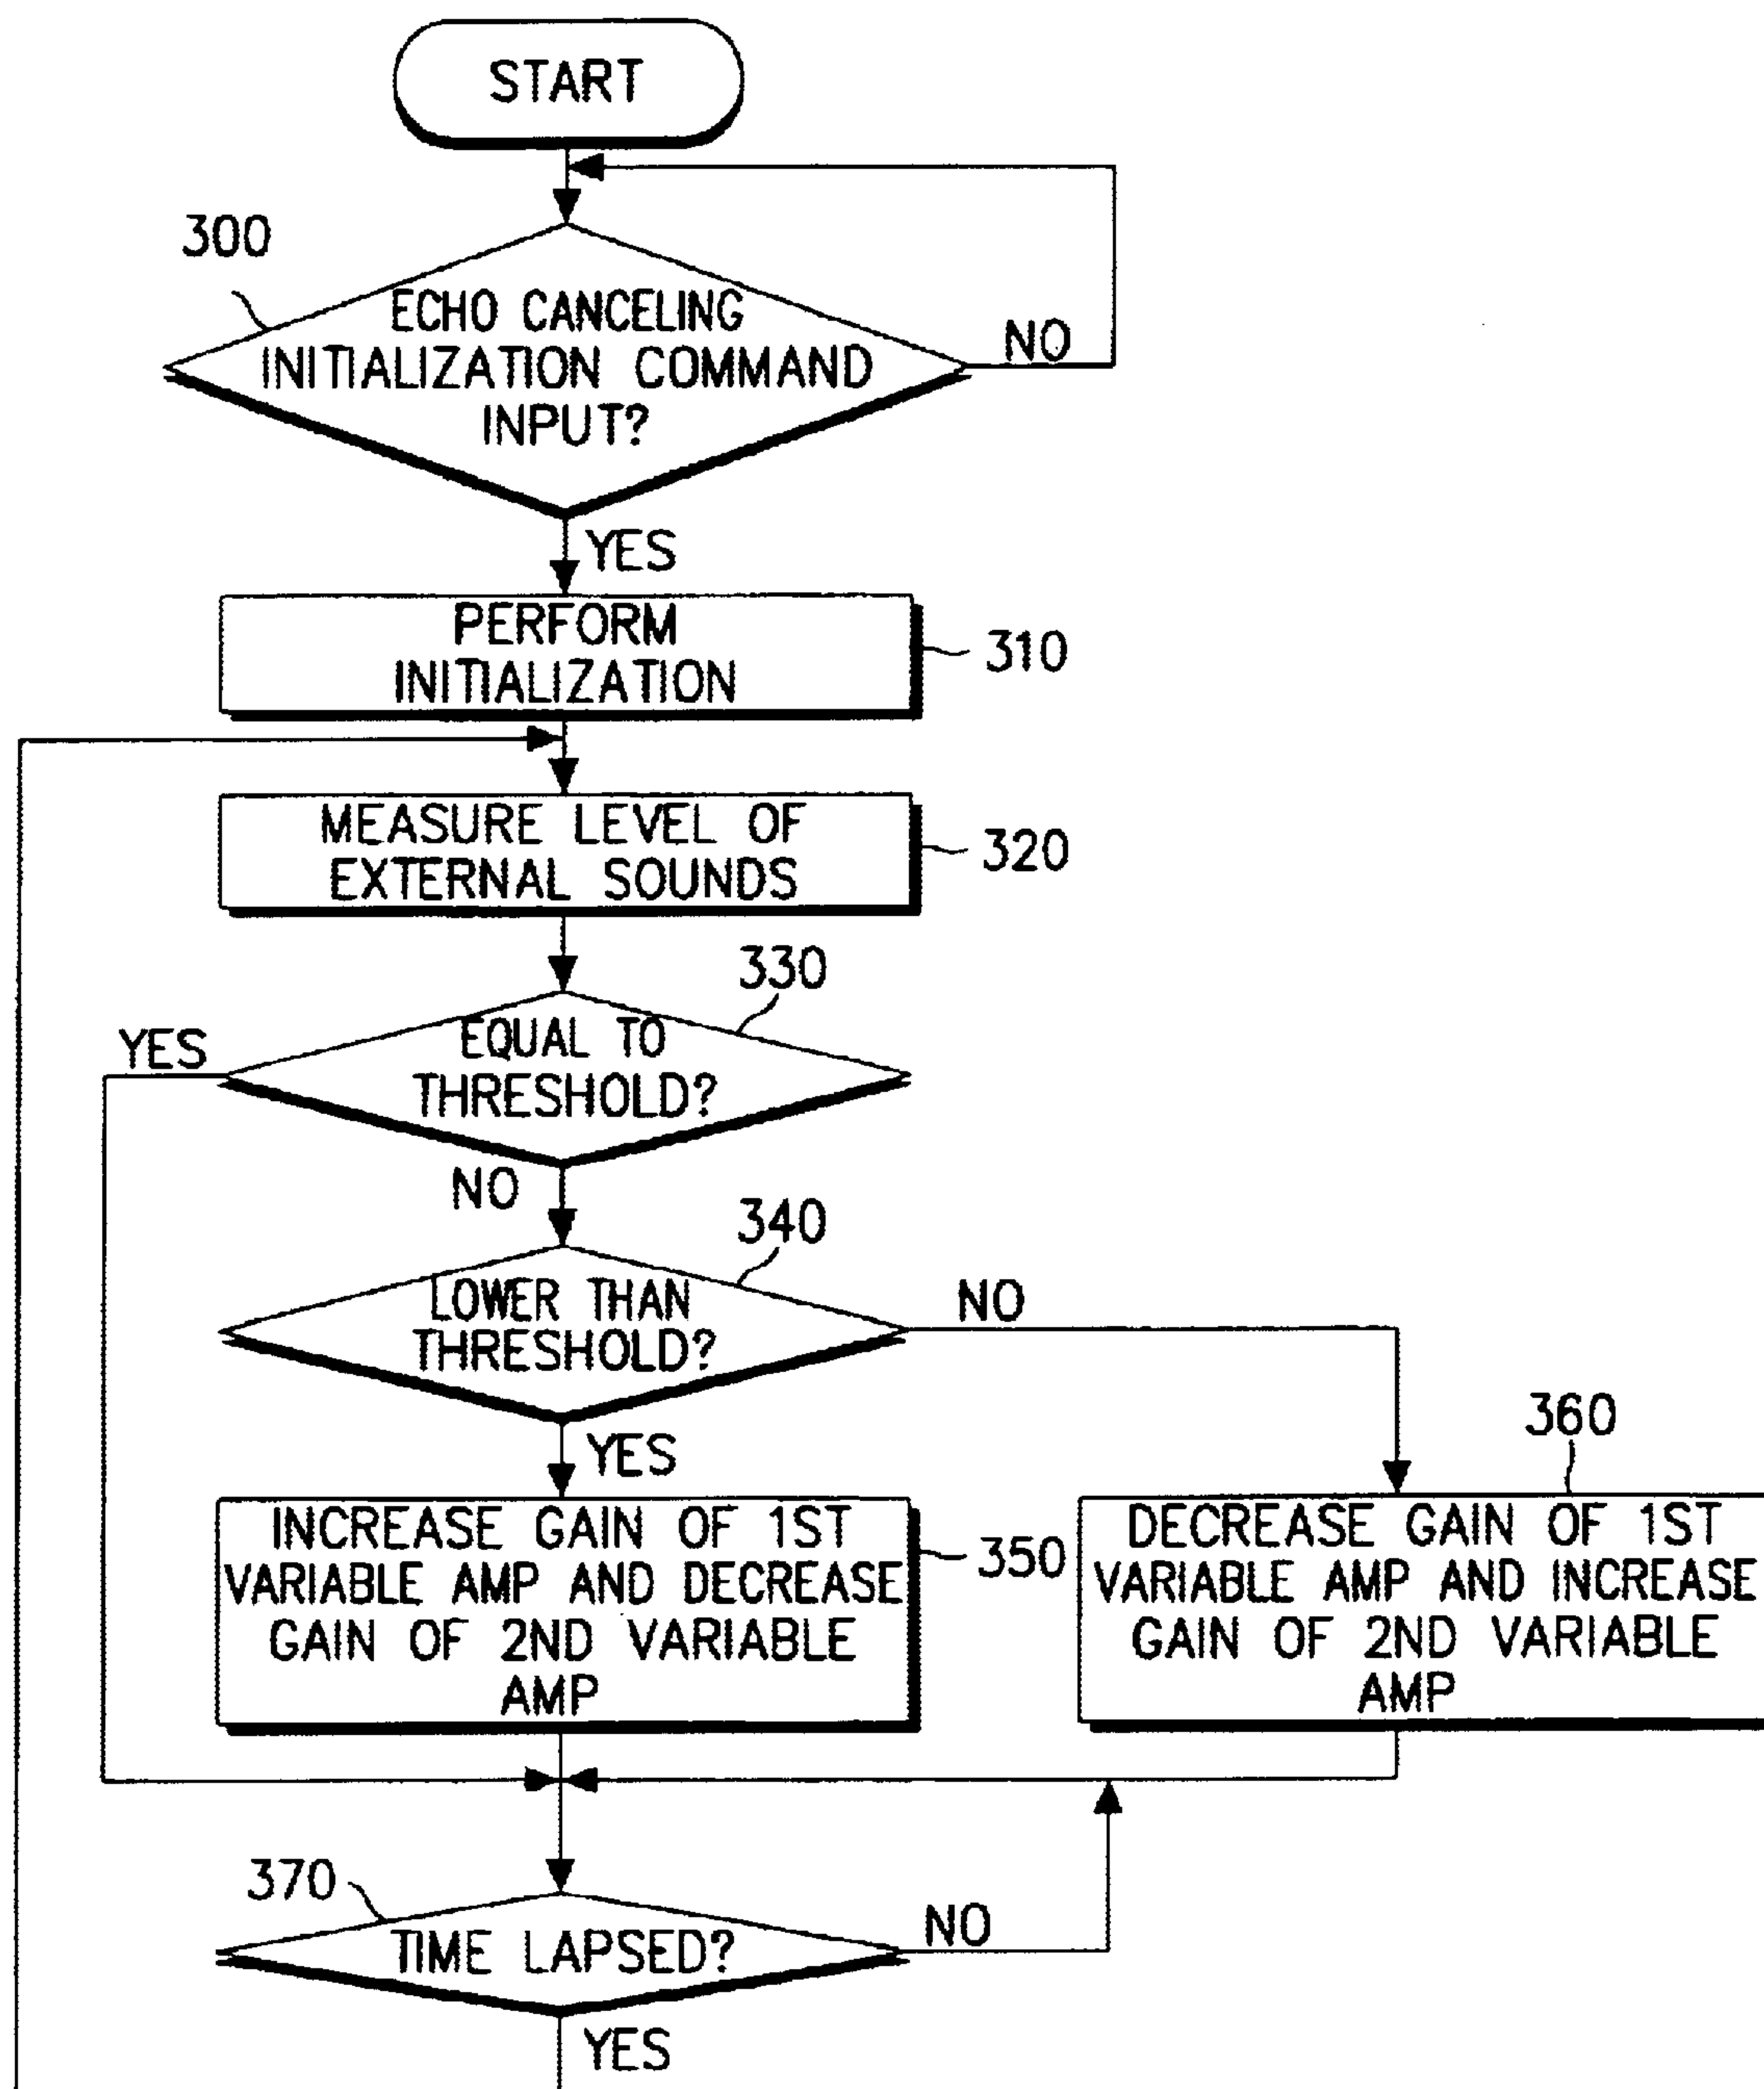 START
300
ECHO CANCELING
INITIALIZATION COMMAND
INPUT?
NO
YES
PERFORM
INITIALIZATION
310
MEASURE LEVEL OF
EXTERNAL SOUNDS
320
330
YES
EQUAL TO
THRESHOLD?
NO
340
LOWER THAN
THRESHOLD?
NO
YES
360
INCREASE GAIN OF 1ST
VARIABLE AMP AND DECREASE
GAIN OF 2ND VARIABLE
AMP
350
DECREASE GAIN OF 1ST
VARIABLE AMP AND INCREASE
GAIN OF 2ND VARIABLE
AMP
370
TIME LAPSED?
NO
YES